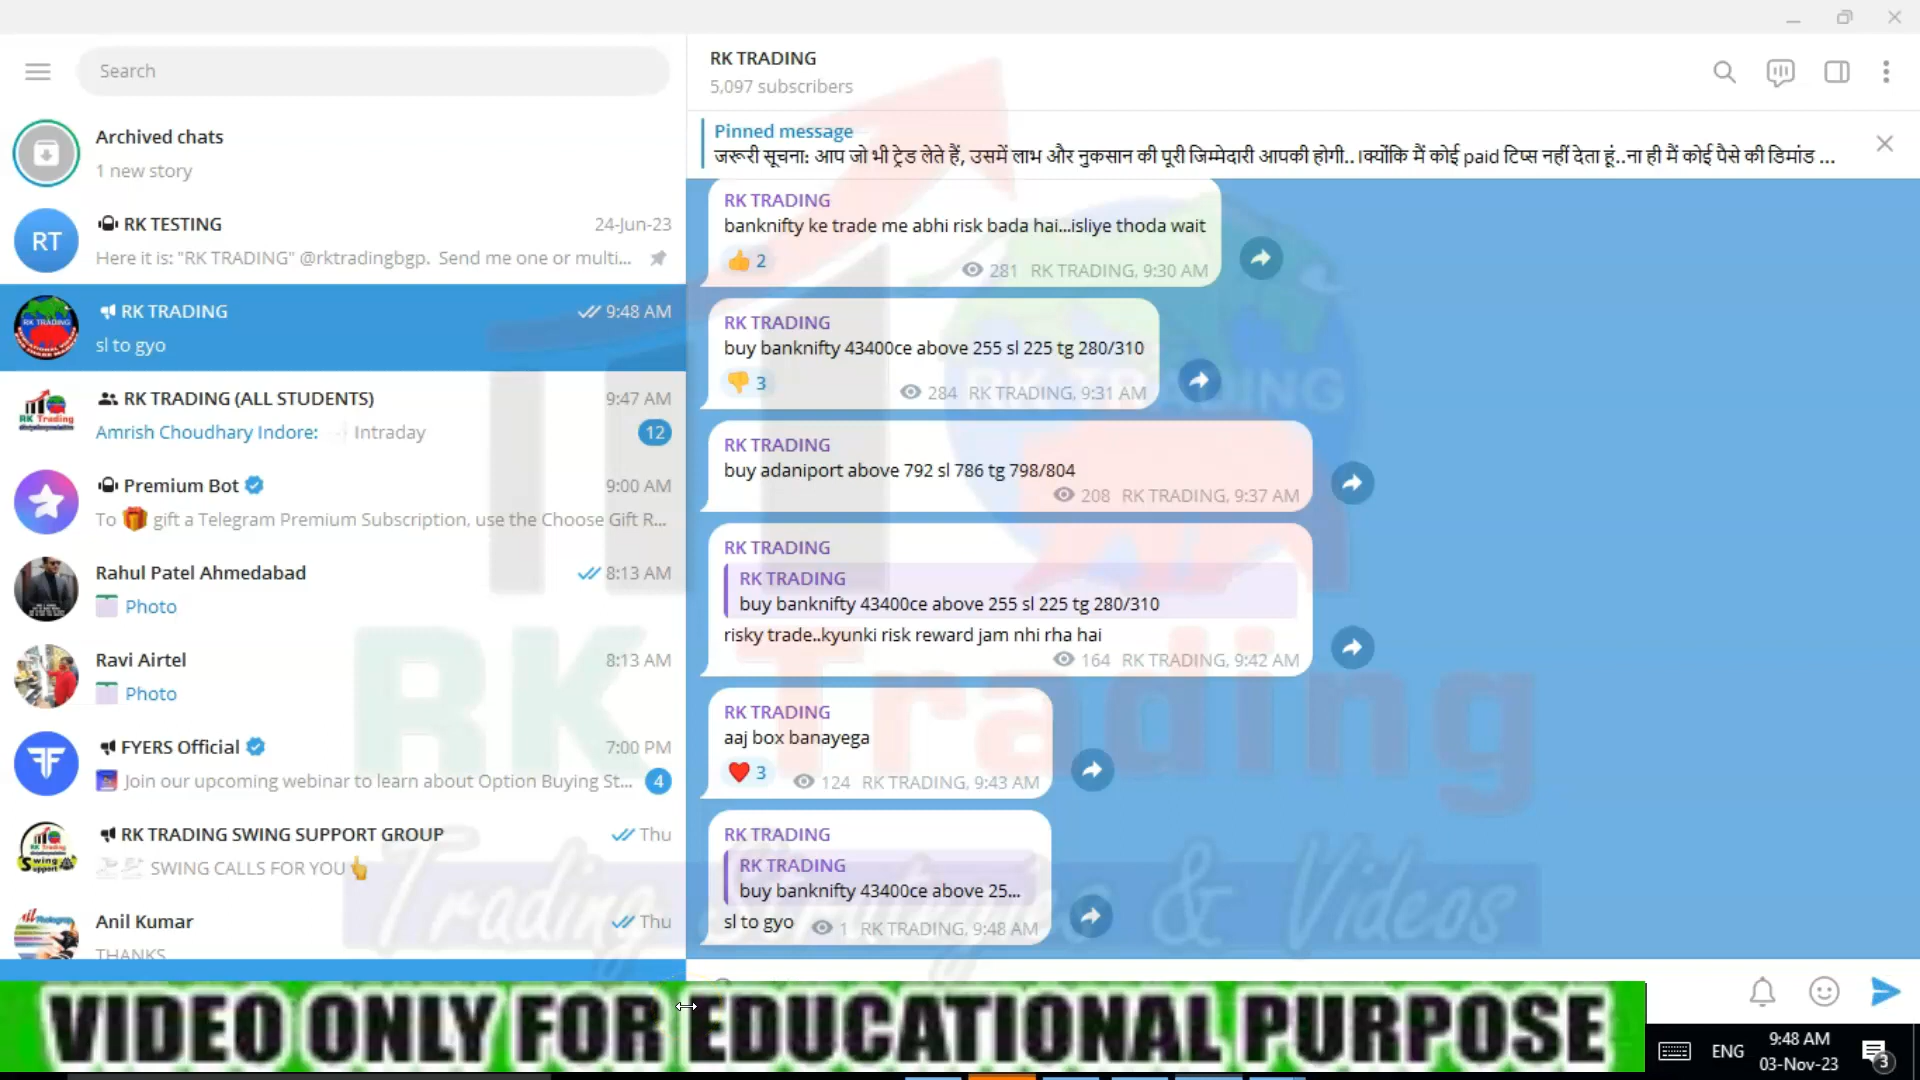 Search
Archived chats
1 new story
RT
RK TESTING
24-Jun-23
Here it is: "RK TRADING" @rktradingbgp. Send me one or multi...
RK TRADING
9:48 AM
sl to gyo
RK TRADING (ALL STUDENTS)
9:47 AM
Amrish Choudhary Indore:
Intraday
12
Premium Bot
9:00 AM
To 🎁 gift a Telegram Premium Subscription, use the Choose Gift R...
Rahul Patel Ahmedabad
8:13 AM
Photo
Ravi Airtel
8:13 AM
Photo
FYERS Official
7:00 PM
Join our upcoming webinar to learn about Option Buying St...
4
RK TRADING SWING SUPPORT GROUP
Thu
SWING CALLS FOR YOU👆
Anil Kumar
Thu
THANKS
RK TRADING
5,097 subscribers
Pinned message
जरूरी सूचना: आप जो भी ट्रेड लेते हैं, उसमें लाभ और नुकसान की पूरी जिम्मेदारी आपकी होगी.. ।क्योंकि मैं कोई paid टिप्स नहीं देता हूं..ना ही मैं कोई पैसे की डिमांड ...
RK TRADING
banknifty ke trade me abhi risk bada hai...isliye thoda wait
👍 2
281 RK TRADING, 9:30 AM
RK TRADING
buy banknifty 43400ce above 255 sl 225 tg 280/310
👎 3
284 RK TRADING, 9:31 AM
RK TRADING
buy adaniport above 792 sl 786 tg 798/804
208 RK TRADING, 9:37 AM
RK TRADING
RK TRADING
buy banknifty 43400ce above 255 sl 225 tg 280/310
risky trade..kyunki risk reward jam nhi rha hai
164 RK TRADING, 9:42 AM
RK TRADING
aaj box banayega
❤️ 3
124 RK TRADING, 9:43 AM
RK TRADING
RK TRADING
buy banknifty 43400ce above 25...
sl to gyo
1 RK TRADING, 9:48 AM
RK TRADING
RK Trading
Trading & Videos
VIDEO ONLY FOR EDUCATIONAL PURPOSE
ENG
9:48 AM
03-Nov-23
3